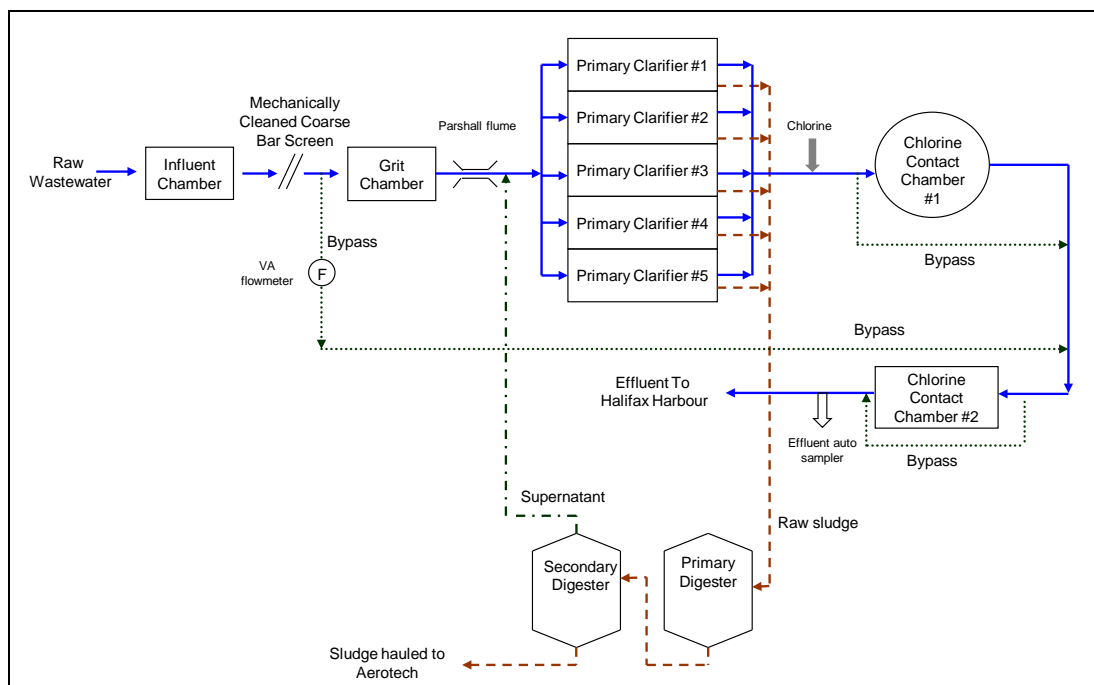 Raw
Wastewater
Influent
Chamber
Mechanically
Cleaned Coarse
Bar Screen
Grit
Chamber
Parshall flume
Primary Clarifier #1
Primary Clarifier #2
Primary Clarifier #3
Primary Clarifier #4
Primary Clarifier #5
Chlorine
Chlorine
Contact
Chamber
#1
Bypass
VA
flowmeter
F
Bypass
Bypass
Effluent To
Halifax Harbour
Chlorine
Contact
Chamber #2
Effluent auto
sampler
Bypass
Supernatant
Raw sludge
Secondary
Digester
Primary
Digester
Sludge hauled to
Aerotech